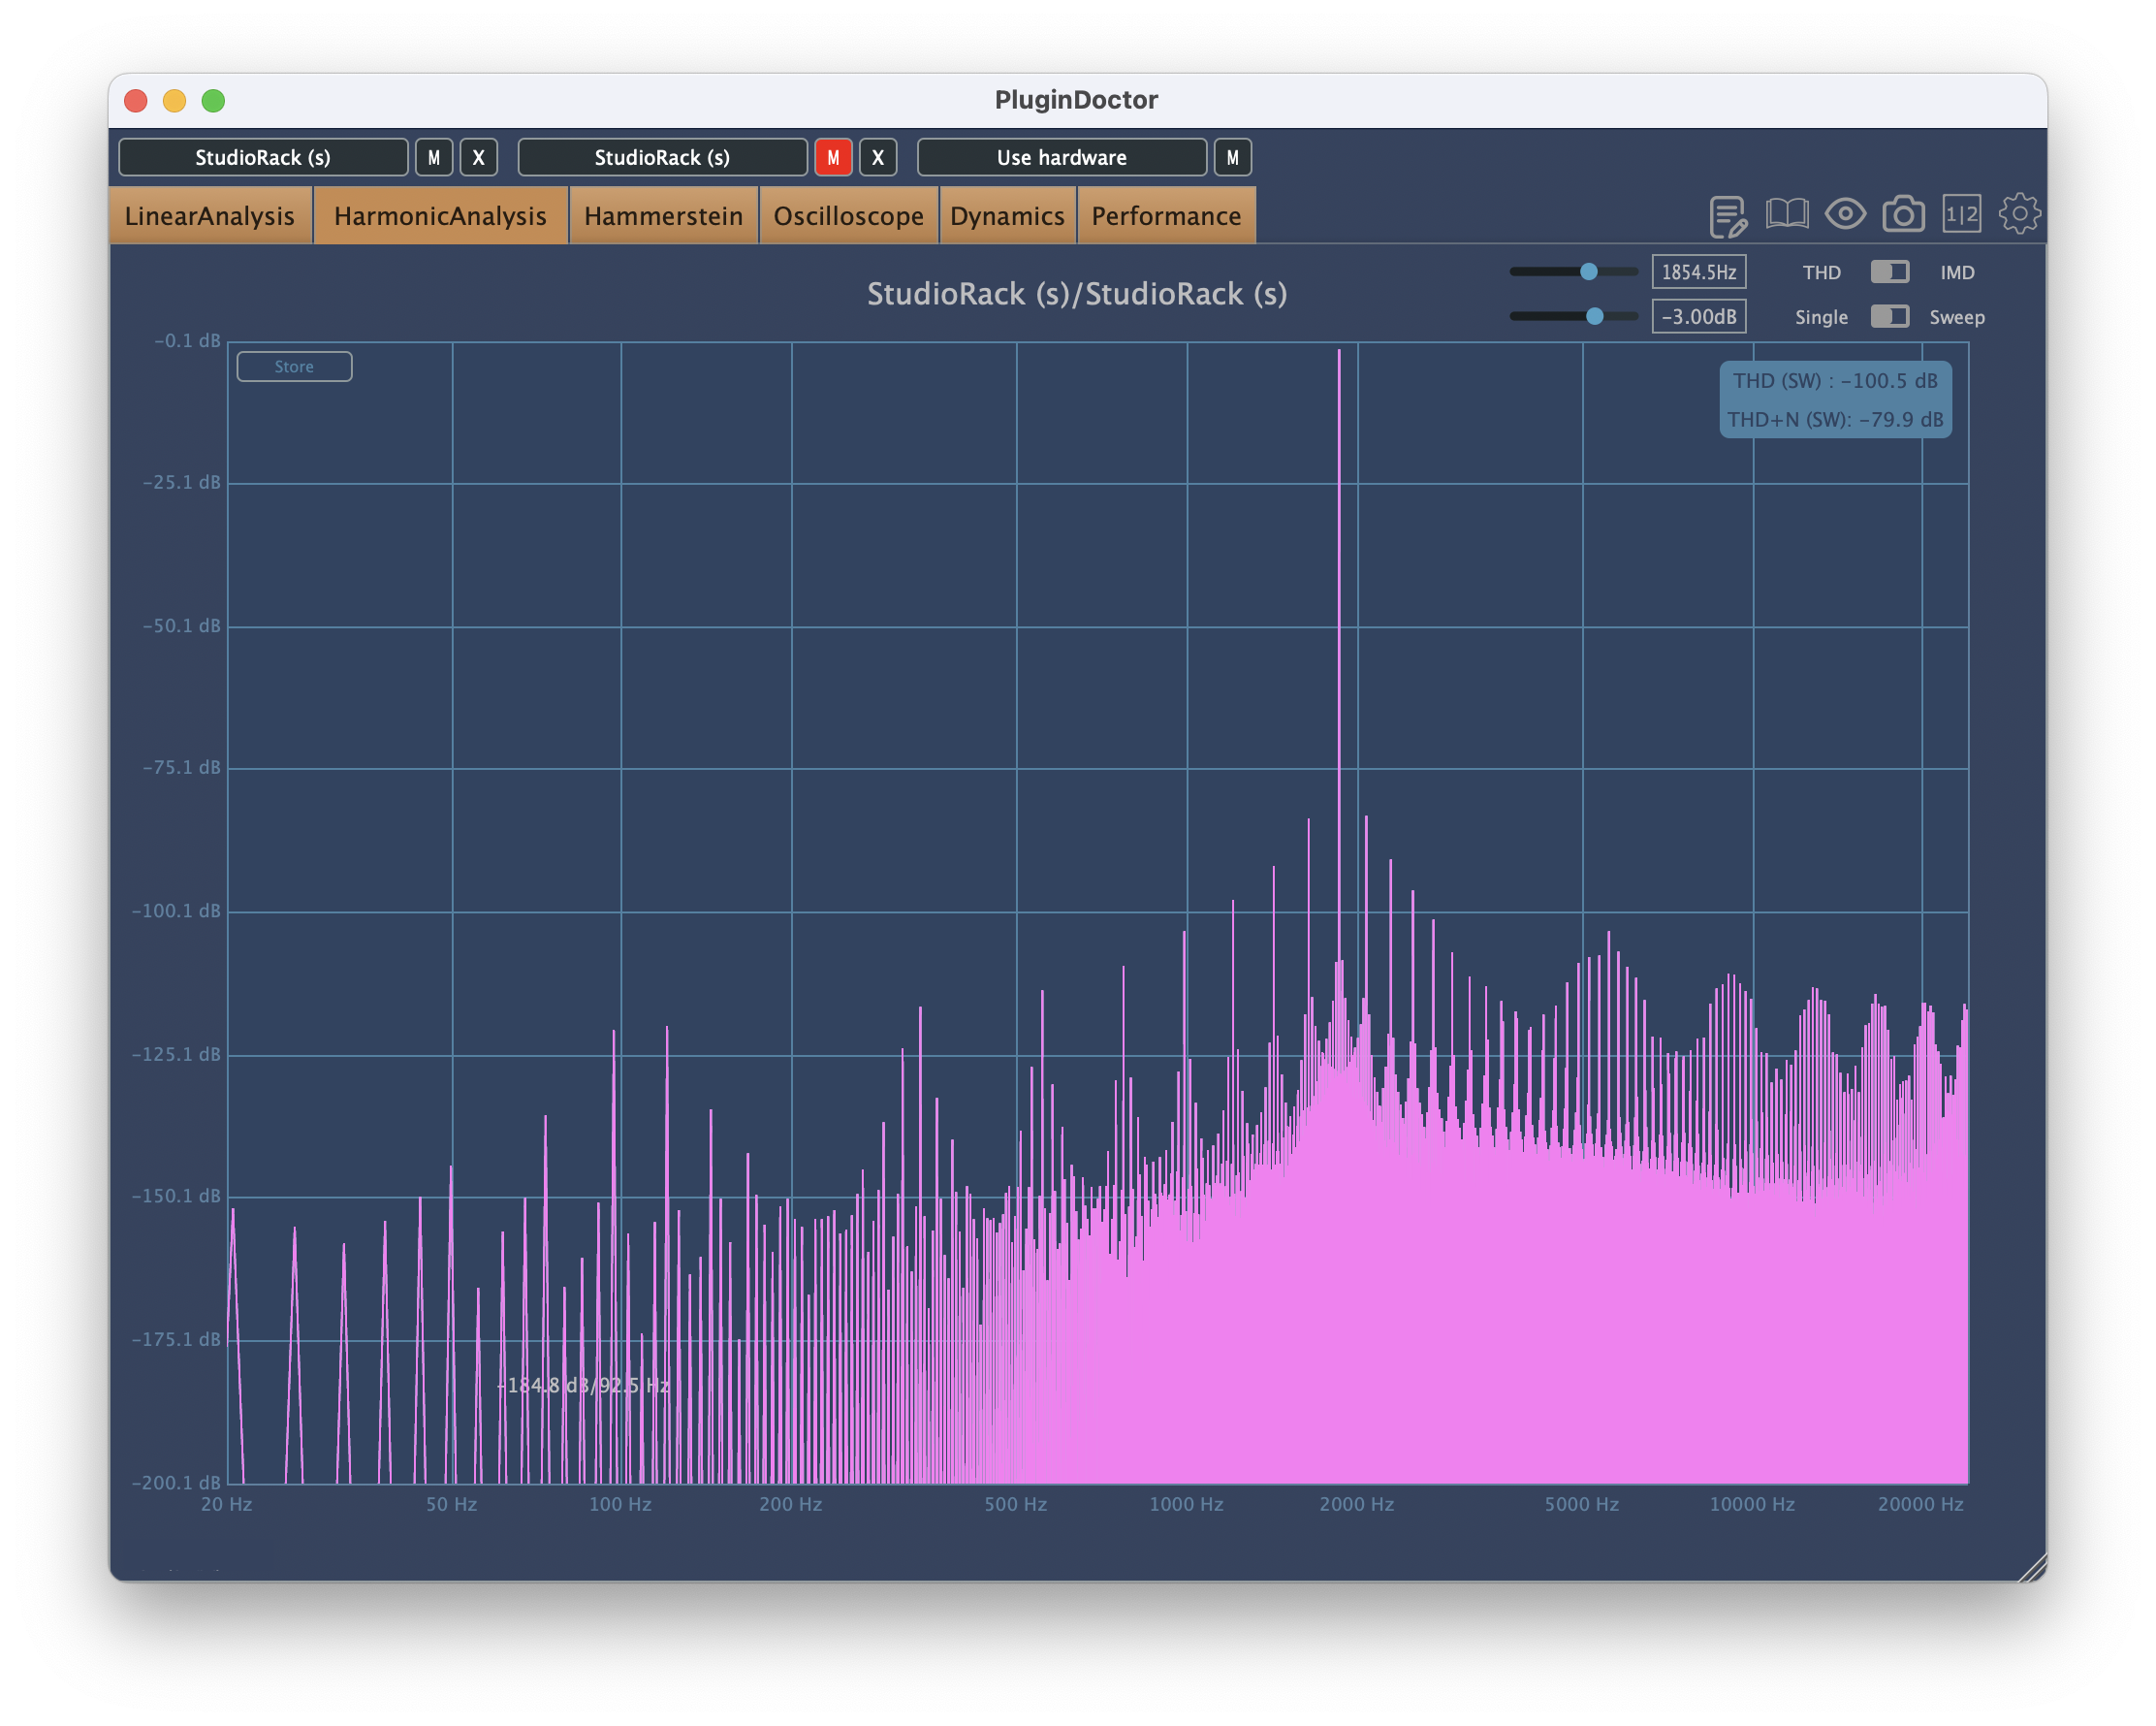 PluginDoctor
StudioRack (s) M X StudioRack (s) M X Use hardware M
LinearAnalysis HarmonicAnalysis Hammerstein Oscilloscope Dynamics Performance 1|2
StudioRack (s)/StudioRack (s)
1854.5Hz THD IMD
-3.00dB Single Sweep
Store
THD (SW) : -100.5 dB
THD+N (SW): -79.9 dB
-0.1 dB
-25.1 dB
-50.1 dB
-75.1 dB
-100.1 dB
-125.1 dB
-150.1 dB
-175.1 dB
-184.8 dB/92.5 Hz
-200.1 dB
20 Hz 50 Hz 100 Hz 200 Hz 500 Hz 1000 Hz 2000 Hz 5000 Hz 10000 Hz 20000 Hz